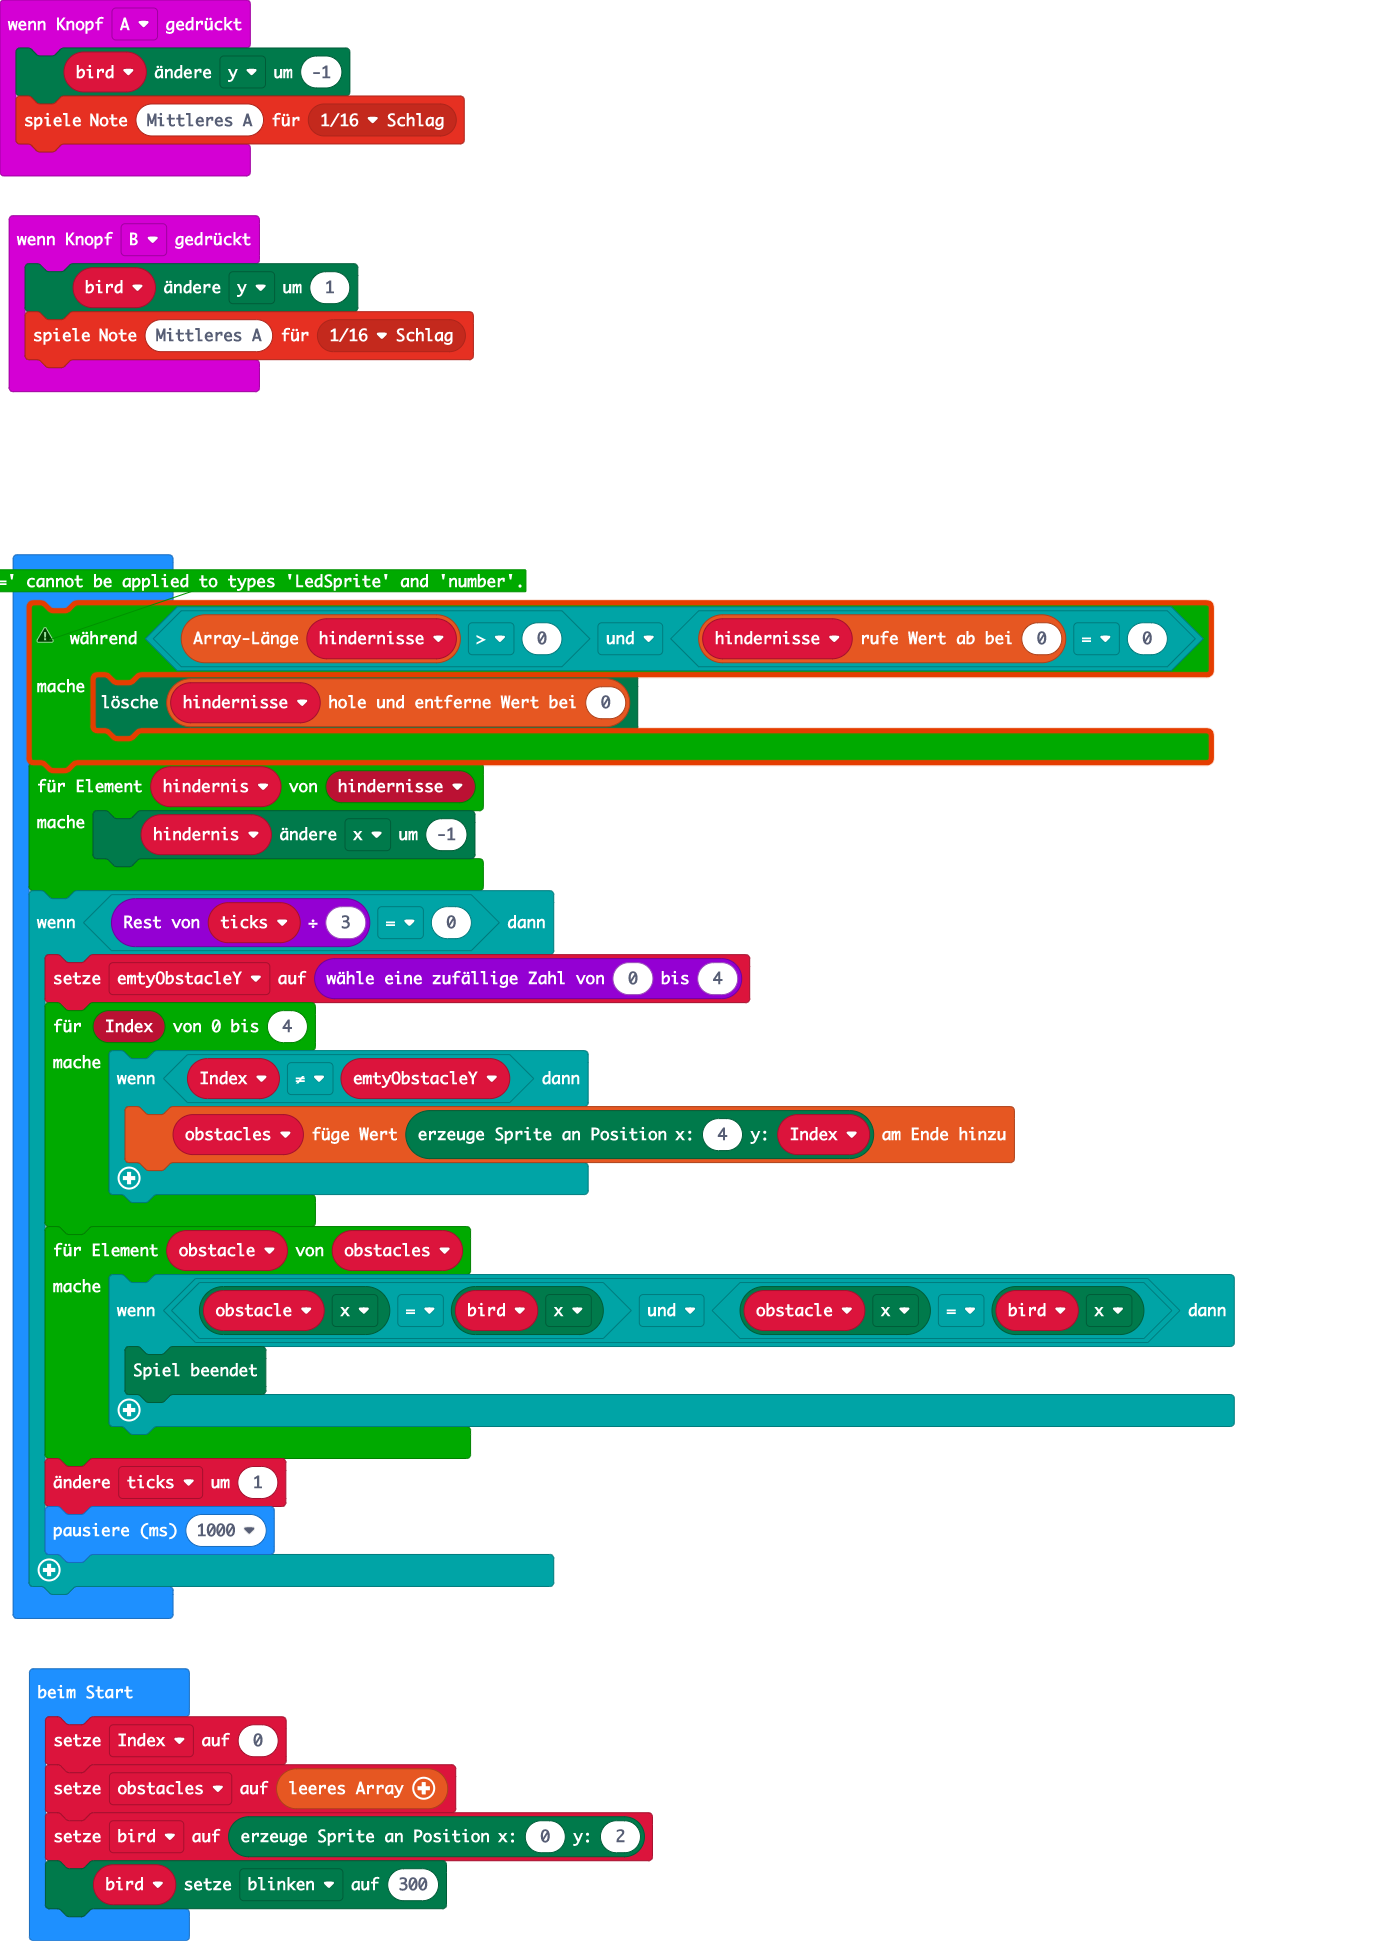 wenn Knopf A gedrückt
bird ändere y um -1
spiele Note Mittleres A für 1/16 Schlag
wenn Knopf B gedrückt
bird ändere y um 1
spiele Note Mittleres A für 1/16 Schlag
=' cannot be applied to types 'LedSprite' and 'number'.
während Array-Länge hindernisse > 0 und hindernisse rufe Wert ab bei 0 = 0
mache
lösche hindernisse hole und entferne Wert bei 0
für Element hindernis von hindernisse
mache
hindernis ändere x um -1
wenn Rest von ticks ÷ 3 = 0 dann
setze emtyObstacleY auf wähle eine zufällige Zahl von 0 bis 4
für Index von 0 bis 4
mache
wenn Index ≠ emtyObstacleY dann
obstacles füge Wert erzeuge Sprite an Position x: 4 y: Index am Ende hinzu
für Element obstacle von obstacles
mache
wenn obstacle x = bird x und obstacle x = bird x dann
Spiel beendet
ändere ticks um 1
pausiere (ms) 1000
beim Start
setze Index auf 0
setze obstacles auf leeres Array
setze bird auf erzeuge Sprite an Position x: 0 y: 2
bird setze blinken auf 300